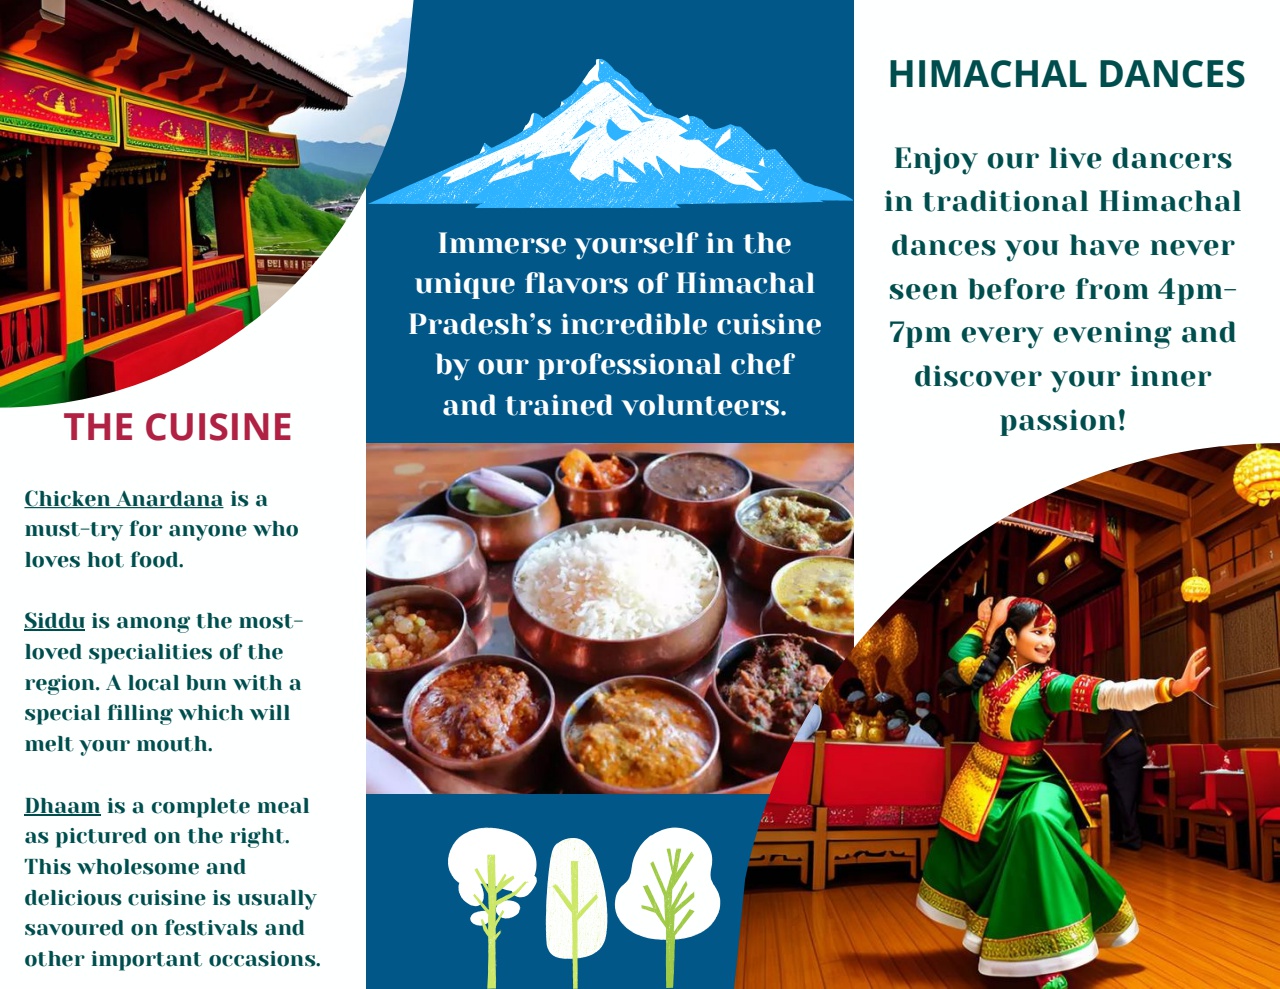 THE CUISINE
Chicken Anardana is a
must-try for anyone who
loves hot food.
Siddu is among the most-
loved specialities of the
region. A local bun with a
special filling which will
melt your mouth.
Dhaam is a complete meal
as pictured on the right.
This wholesome and
delicious cuisine is usually
savoured on festivals and
other important occasions.
Immerse yourself in the
unique flavors of Himachal
Pradesh’s incredible cuisine
by our professional chef
and trained volunteers.
HIMACHAL DANCES
Enjoy our live dancers
in traditional Himachal
dances you have never
seen before from 4pm-
7pm every evening and
discover your inner
passion!